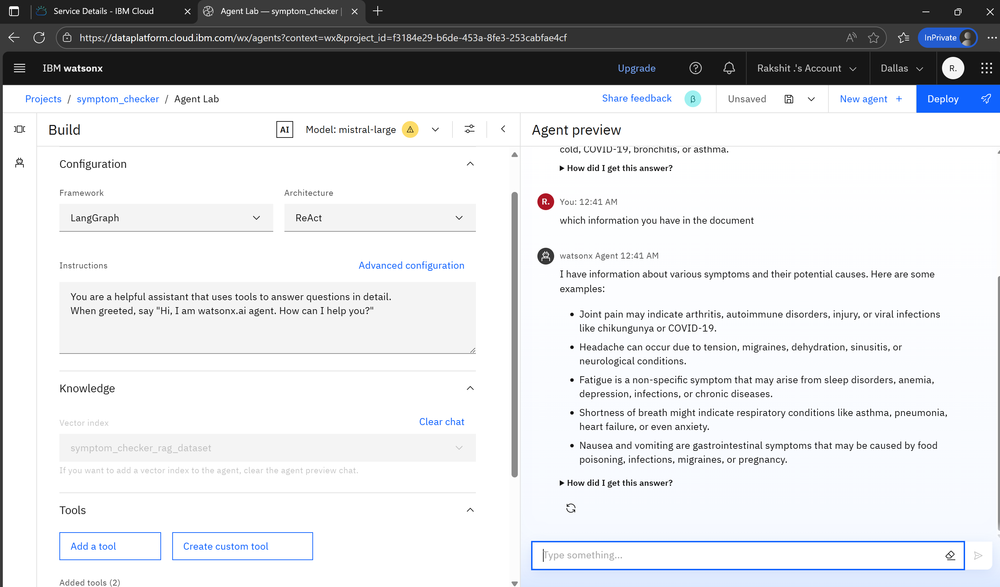 Service Details - IBM Cloud
Agent Lab — symptom_checker |
https://dataplatform.cloud.ibm.com/wx/agents?context=wx&project_id=f3184e29-b6de-453a-8fe3-253cabfae4cf
InPrivate
IBM watsonx
Upgrade
Rakshit .'s Account
Dallas
R.
Projects / symptom_checker / Agent Lab
Share feedback
β
Unsaved
New agent +
Deploy
Build
AI
Model: mistral-large
Configuration
Framework
Architecture
LangGraph
ReAct
Instructions
Advanced configuration
You are a helpful assistant that uses tools to answer questions in detail.
When greeted, say "Hi, I am watsonx.ai agent. How can I help you?"
Knowledge
Vector index
Clear chat
symptom_checker_rag_dataset
If you want to add a vector index to the agent, clear the agent preview chat.
Tools
Add a tool
Create custom tool
Added tools (2)
Agent preview
cold, COVID-19, bronchitis, or asthma.
How did I get this answer?
R.
You: 12:41 AM
which information you have in the document
watsonx Agent 12:41 AM
I have information about various symptoms and their potential causes. Here are some
examples:
• Joint pain may indicate arthritis, autoimmune disorders, injury, or viral infections
like chikungunya or COVID-19.
• Headache can occur due to tension, migraines, dehydration, sinusitis, or
neurological conditions.
• Fatigue is a non-specific symptom that may arise from sleep disorders, anemia,
depression, infections, or chronic diseases.
• Shortness of breath might indicate respiratory conditions like asthma, pneumonia,
heart failure, or even anxiety.
• Nausea and vomiting are gastrointestinal symptoms that may be caused by food
poisoning, infections, migraines, or pregnancy.
How did I get this answer?
Type something...